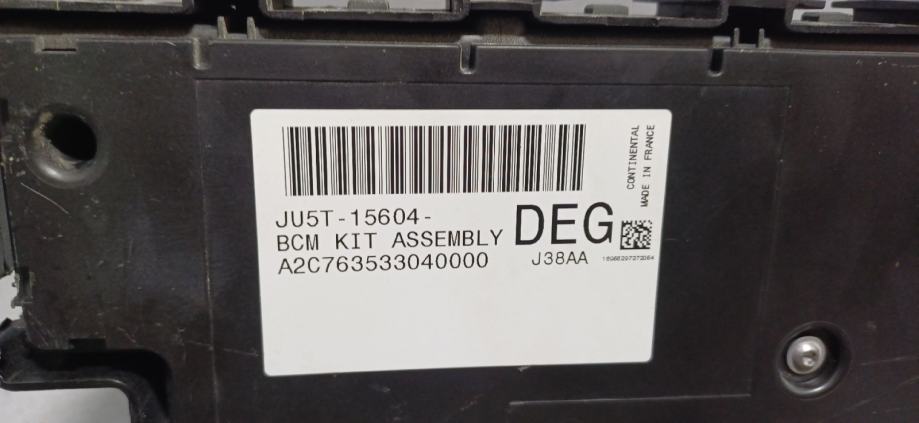 JU5T-15604-
DEG
BCM KIT ASSEMBLY
A2C763533040000
J38AA
CONTINENTAL
MADE IN FRANCE